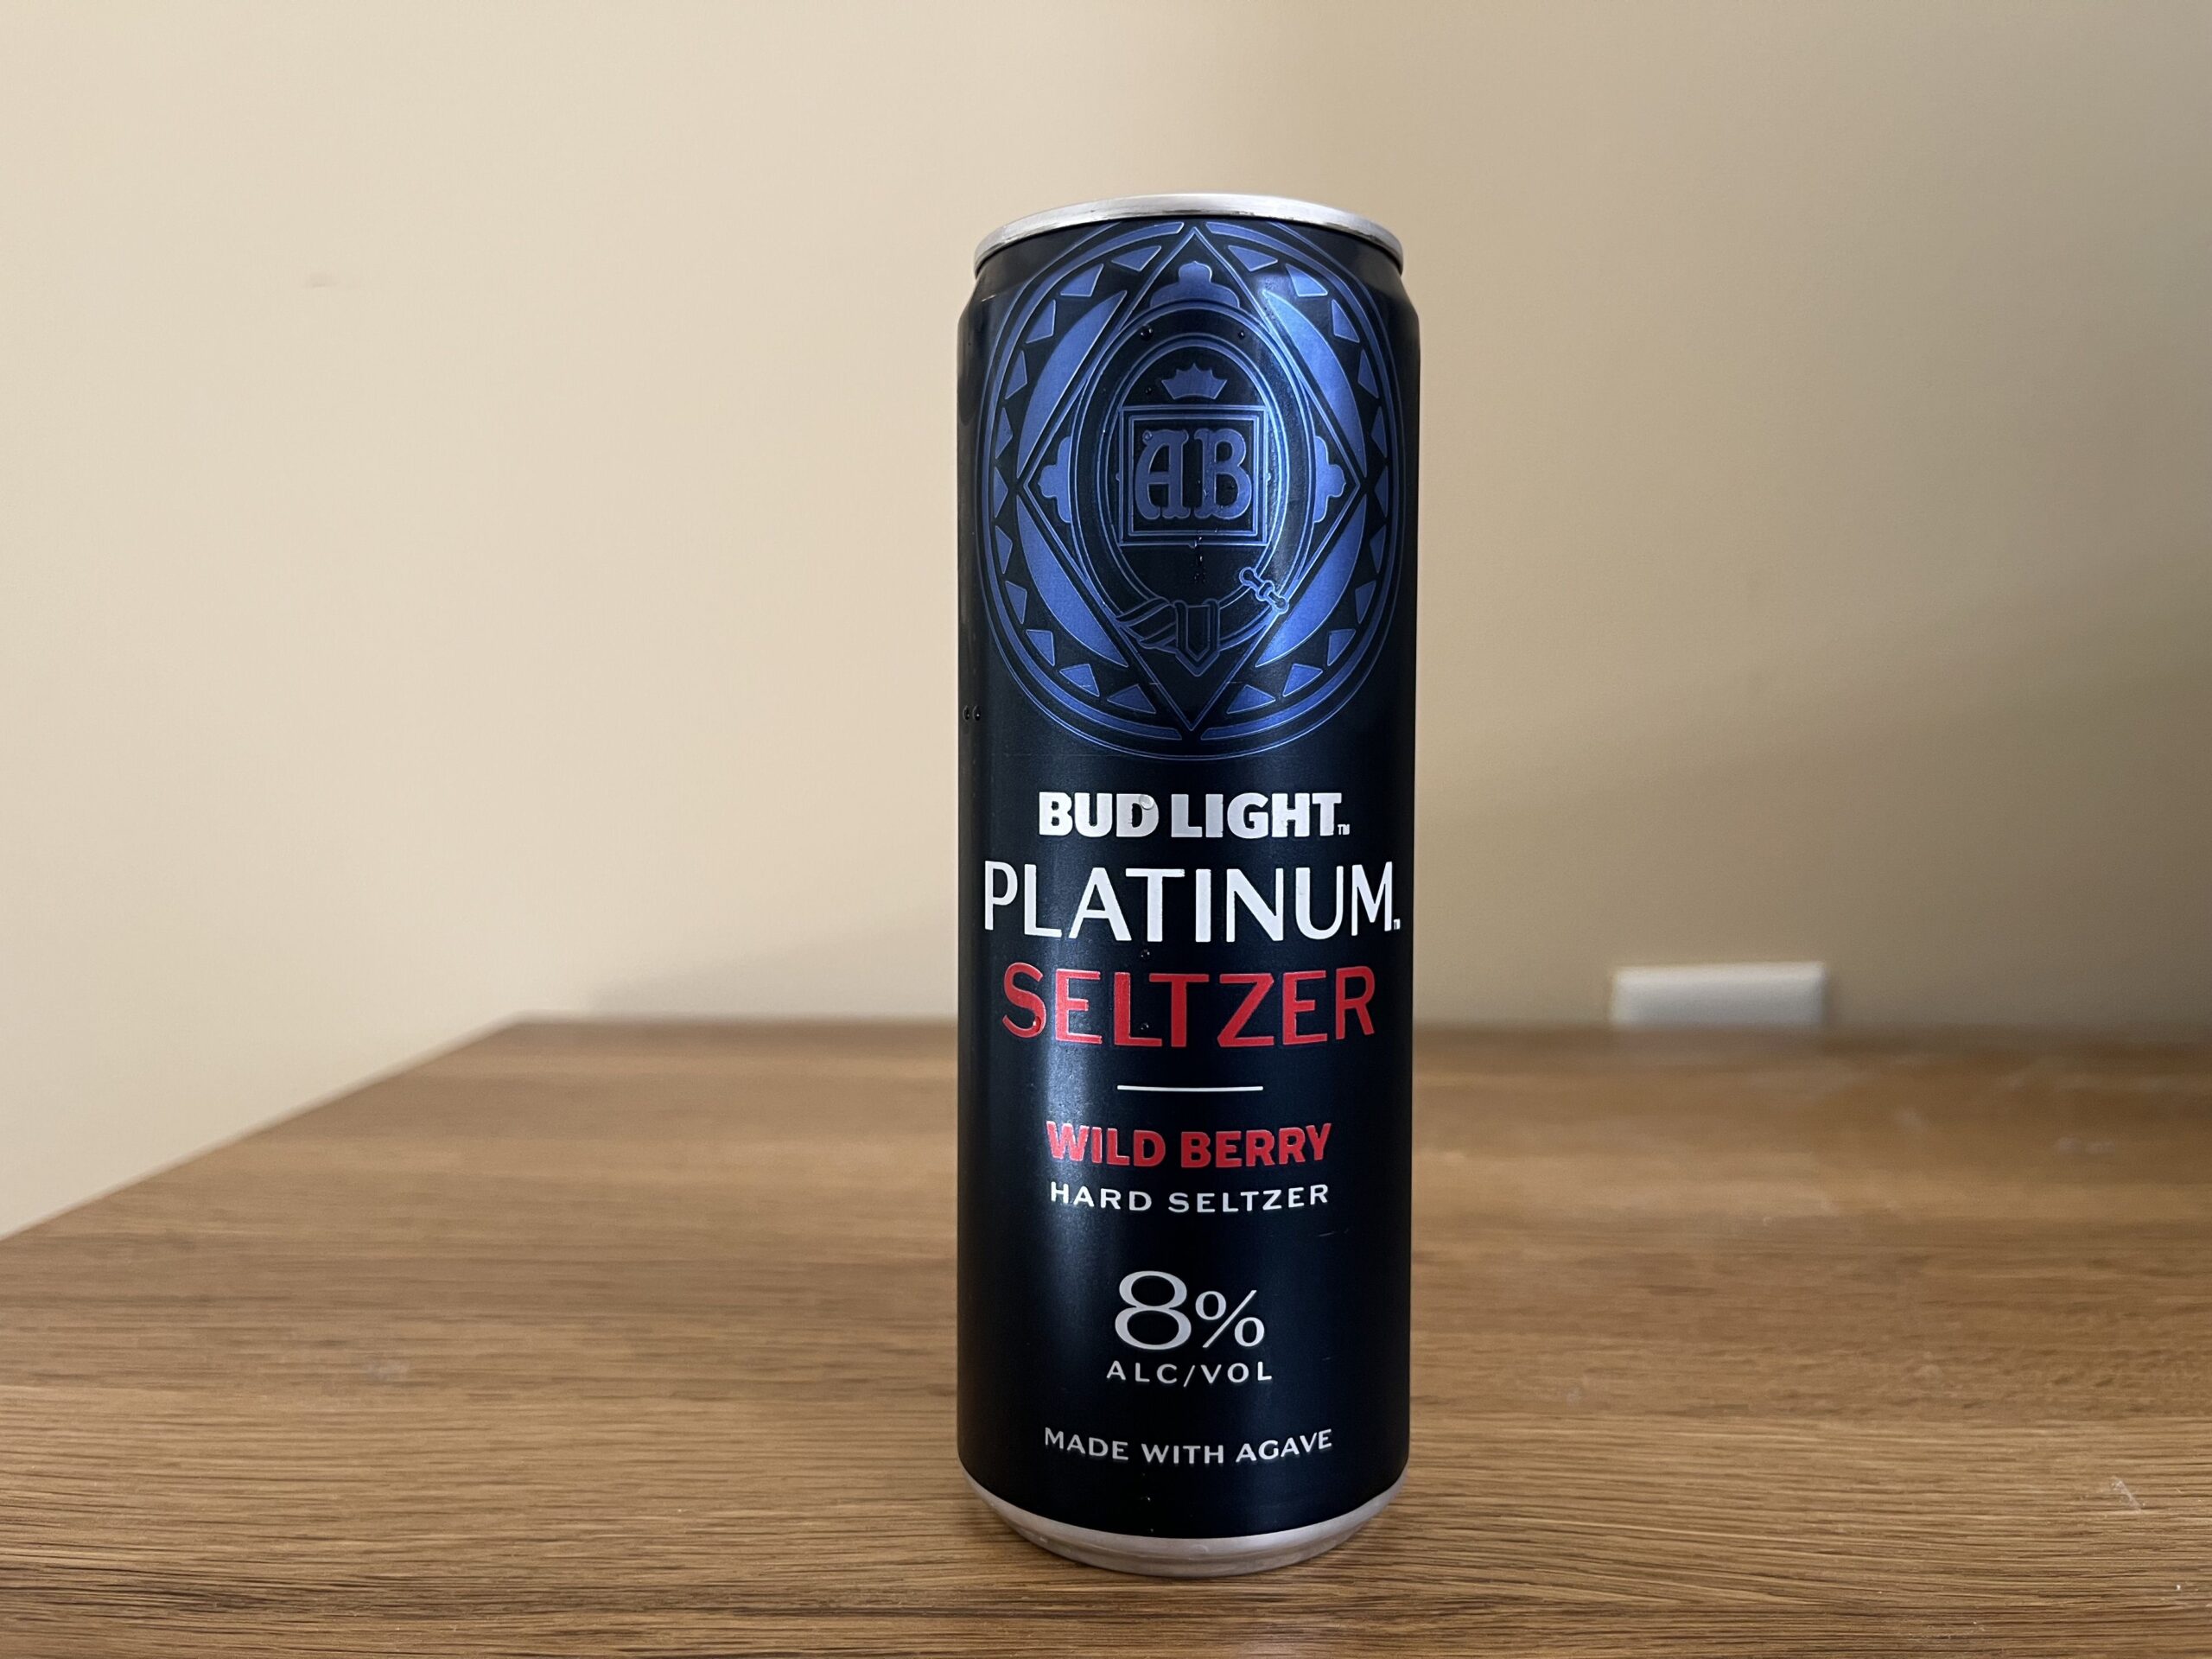 AB
BUD LIGHT™
PLATINUM™
SELTZER
WILD BERRY
HARD SELTZER
8%
ALC/VOL
MADE WITH AGAVE